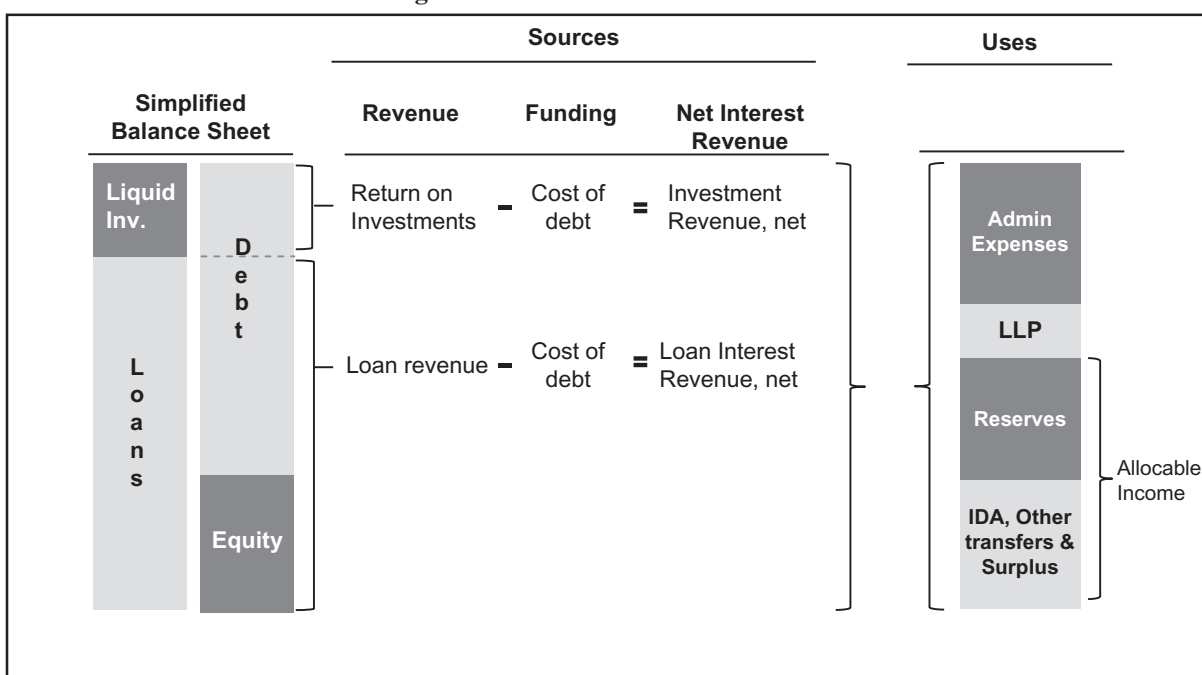 Sources
Uses
Simplified
Balance Sheet
Revenue
Funding
Net Interest
Revenue
Liquid
Inv.
Debt
Loans
Equity
Return on
Investments
-
Cost of
debt
=
Investment
Revenue, net
Loan revenue
-
Cost of
debt
=
Loan Interest
Revenue, net
Admin
Expenses
LLP
Reserves
IDA, Other
transfers &
Surplus
Allocable
Income